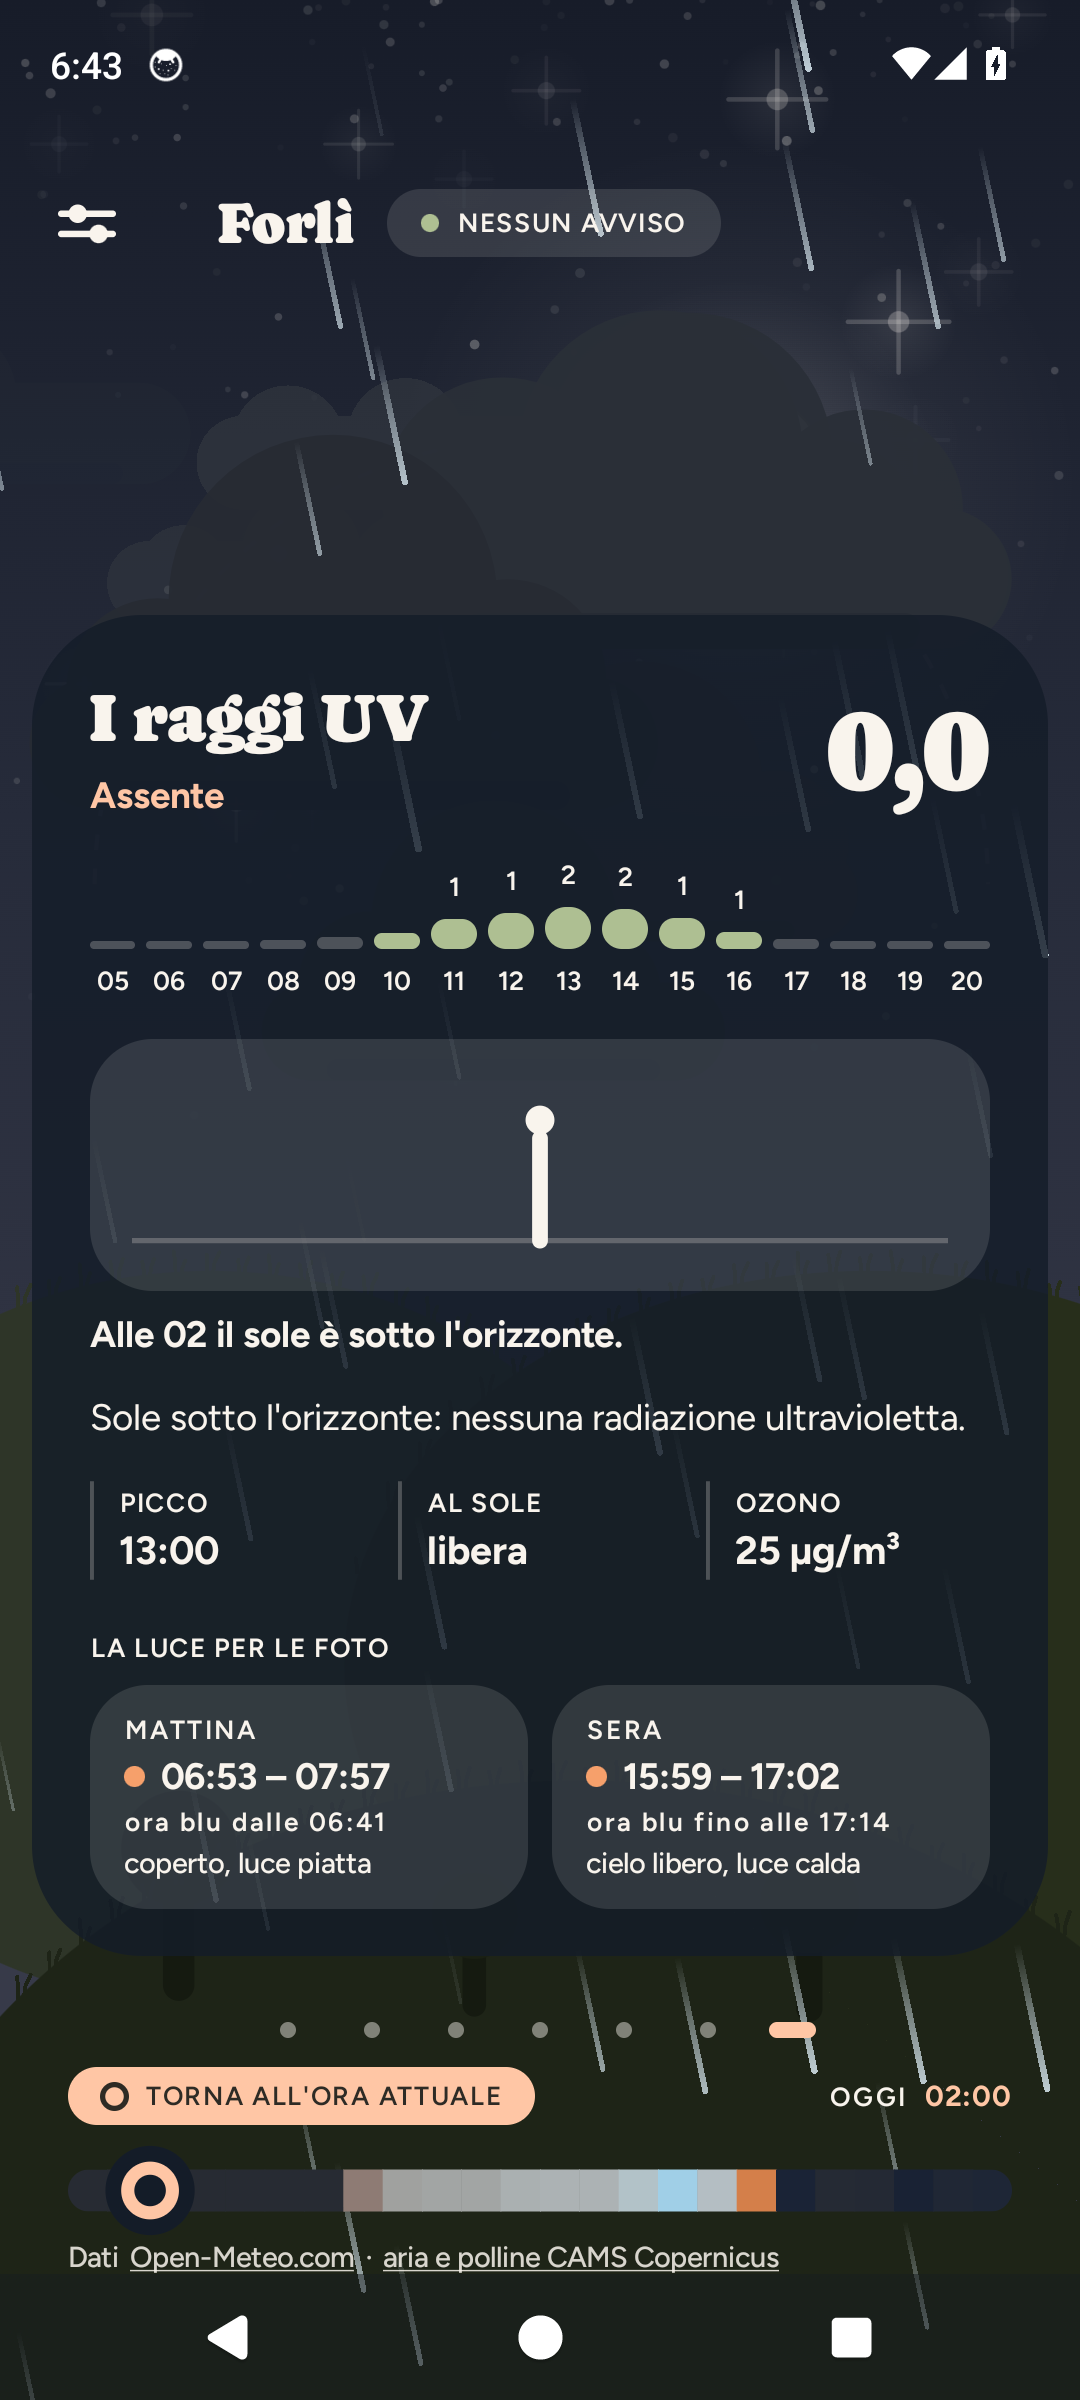 6:43
Forlì
NESSUN AVVISO
I raggi UV
0,0
Assente
1 1 2 2 1 1
05 06 07 08 09 10 11 12 13 14 15 16 17 18 19 20
Alle 02 il sole è sotto l'orizzonte.
Sole sotto l'orizzonte: nessuna radiazione ultravioletta.
PICCO AL SOLE OZONO
13:00 libera 25 µg/m³
LA LUCE PER LE FOTO
MATTINA
06:53 – 07:57
ora blu dalle 06:41
coperto, luce piatta
SERA
15:59 – 17:02
ora blu fino alle 17:14
cielo libero, luce calda
TORNA ALL'ORA ATTUALE
OGGI 02:00
Dati Open-Meteo.com · aria e polline CAMS Copernicus